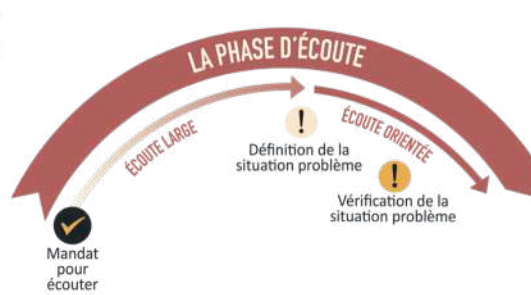 LA PHASE D'ÉCOUTE
ÉCOUTE LARGE
!
ÉCOUTE ORIENTÉE
Définition de la
situation problème
!
Vérification de la
situation problème
Mandat
pour
écouter